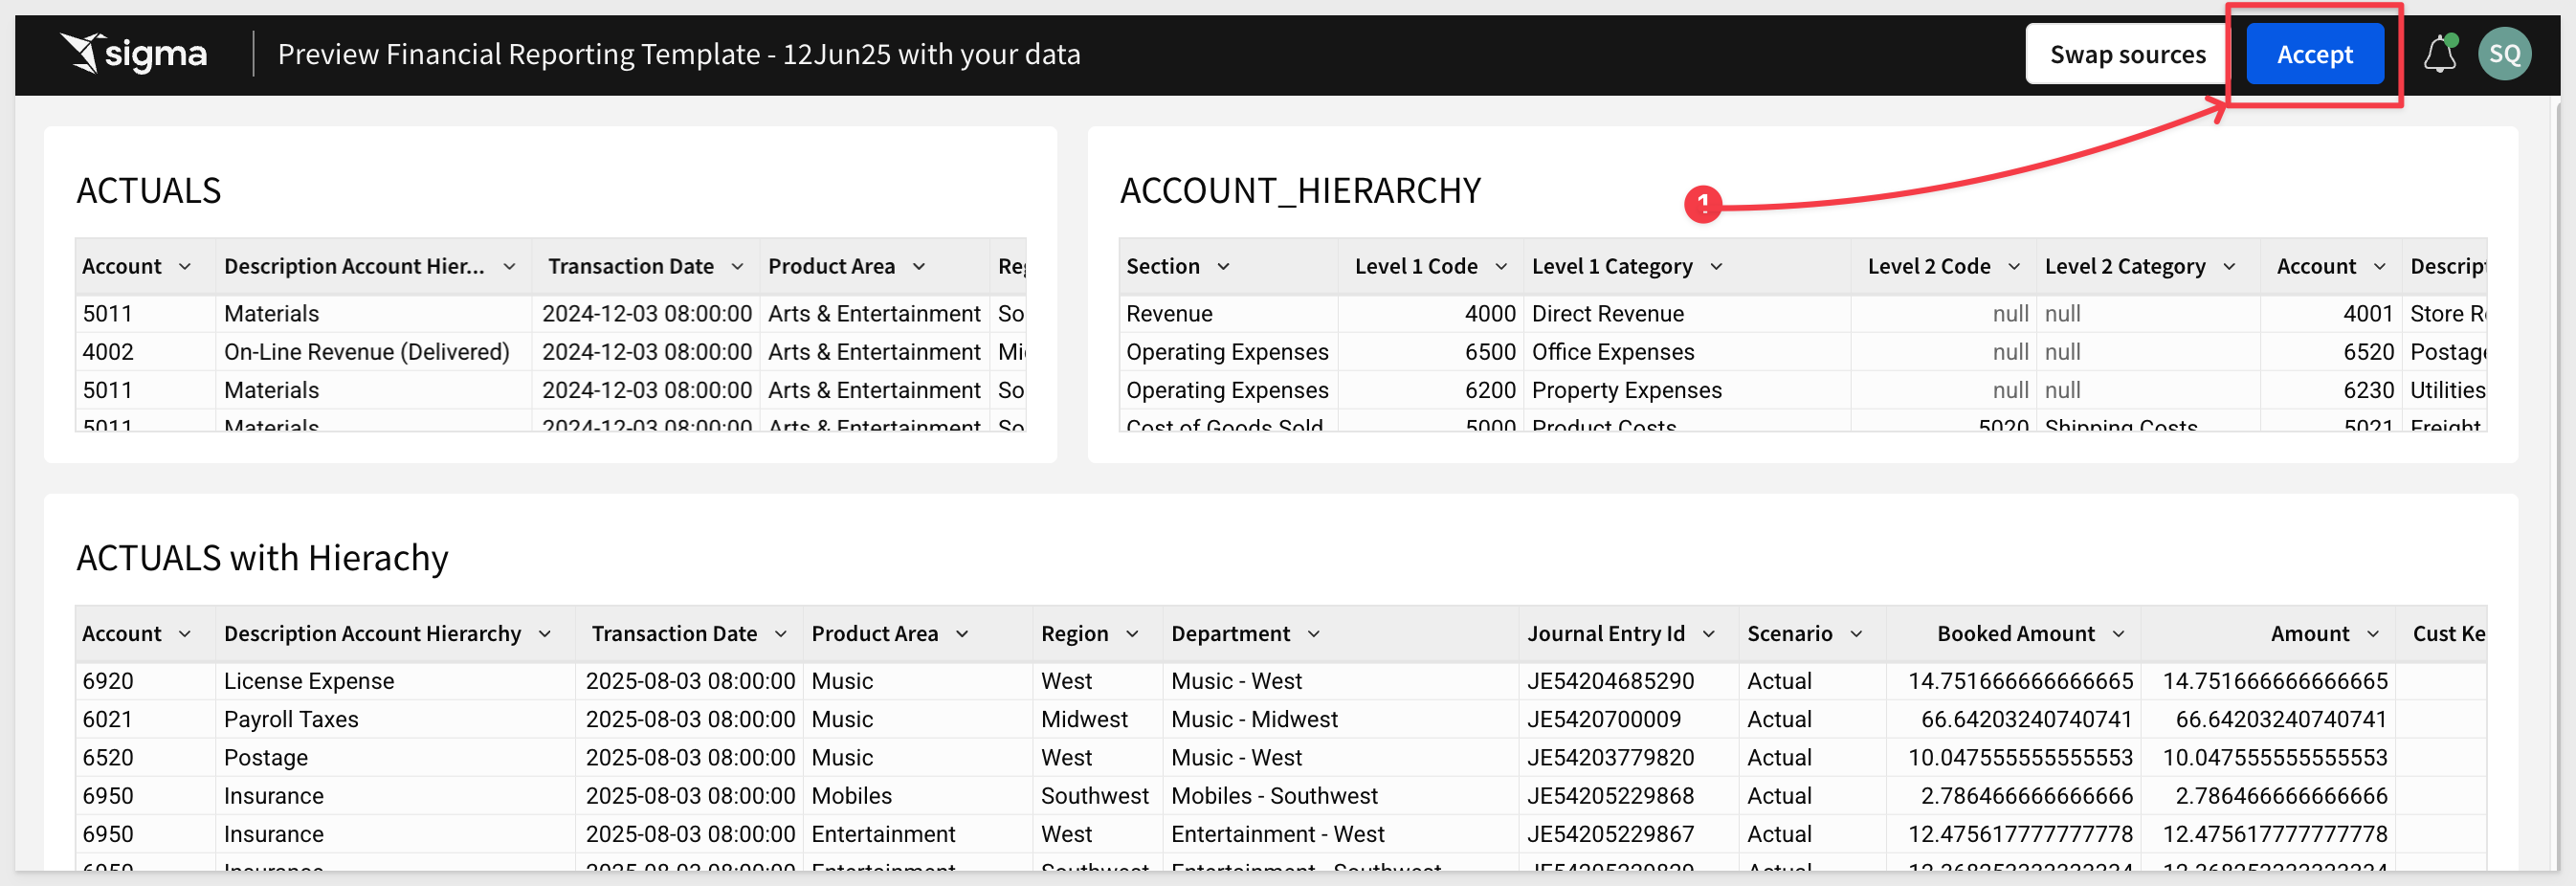 sigma Preview Financial Reporting Template - 12Jun25 with your data Swap sources Accept SQ
1
ACTUALS
Account Description Account Hier... Transaction Date Product Area Reg
5011 Materials 2024-12-03 08:00:00 Arts & Entertainment So
4002 On-Line Revenue (Delivered) 2024-12-03 08:00:00 Arts & Entertainment Mi
5011 Materials 2024-12-03 08:00:00 Arts & Entertainment So
5011 Materials 2024-12-03 08:00:00 Arts & Entertainment So
ACCOUNT_HIERARCHY
Section Level 1 Code Level 1 Category Level 2 Code Level 2 Category Account Descript
Revenue 4000 Direct Revenue null null 4001 Store R
Operating Expenses 6500 Office Expenses null null 6520 Postage
Operating Expenses 6200 Property Expenses null null 6230 Utilities
Cost of Goods Sold 5000 Product Costs 5020 Shipping Costs 5021 Freight
ACTUALS with Hierachy
Account Description Account Hierarchy Transaction Date Product Area Region Department Journal Entry Id Scenario Booked Amount Amount Cust Ke
6920 License Expense 2025-08-03 08:00:00 Music West Music - West JE54204685290 Actual 14.751666666666665 14.751666666666665
6021 Payroll Taxes 2025-08-03 08:00:00 Music Midwest Music - Midwest JE5420700009 Actual 66.64203240740741 66.64203240740741
6520 Postage 2025-08-03 08:00:00 Music West Music - West JE54203779820 Actual 10.047555555555553 10.047555555555553
6950 Insurance 2025-08-03 08:00:00 Mobiles Southwest Mobiles - Southwest JE54205229868 Actual 2.786466666666666 2.786466666666666
6950 Insurance 2025-08-03 08:00:00 Entertainment West Entertainment - West JE54205229867 Actual 12.475617777777778 12.475617777777778
6950 Insurance 2025-08-03 08:00:00 Entertainment Southwest Entertainment - Southwest Actual